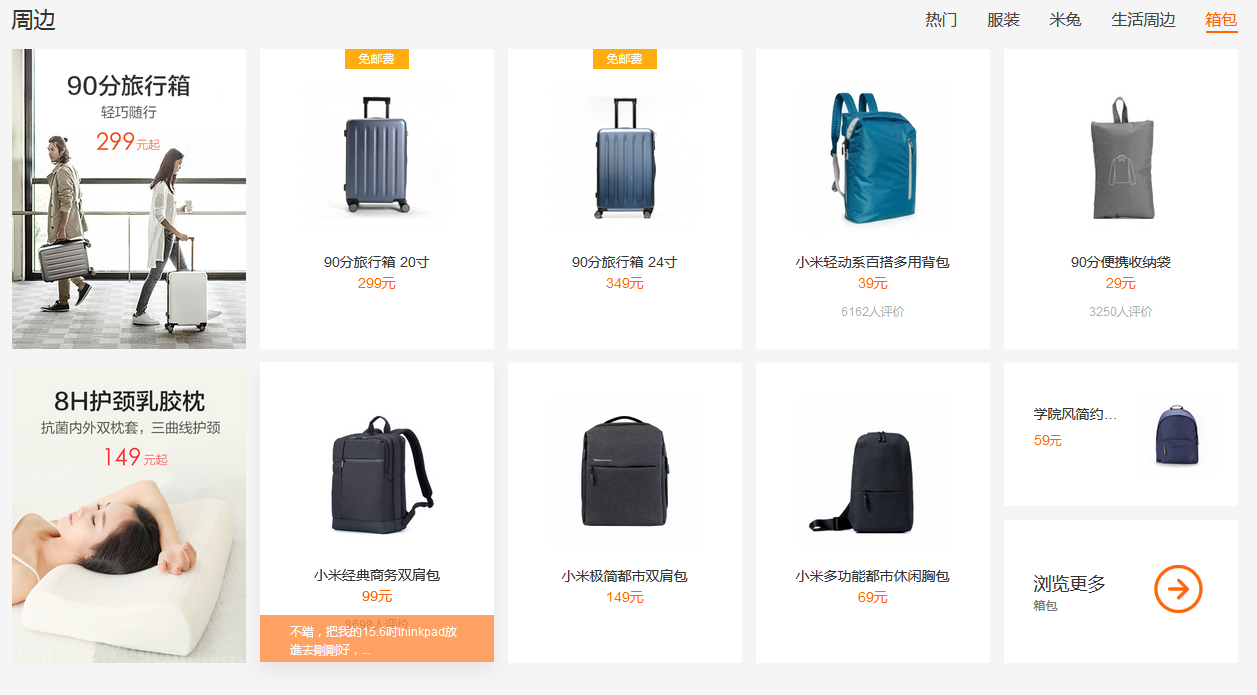 周边
热门
服装
米兔
生活周边
箱包
90分旅行箱
轻巧随行
299元起
免邮费
90分旅行箱 20寸
299元
免邮费
90分旅行箱 24寸
349元
小米轻动系百搭多用背包
39元
6162人评价
90分便携收纳袋
29元
3250人评价
8H护颈乳胶枕
抗菌内外双枕套，三曲线护颈
149元起
小米经典商务双肩包
99元
8698人评价
不錯，把我的15.6吋thinkpad放
進去剛剛好，...
小米极简都市双肩包
149元
小米多功能都市休闲胸包
69元
学院风简约...
59元
浏览更多
箱包